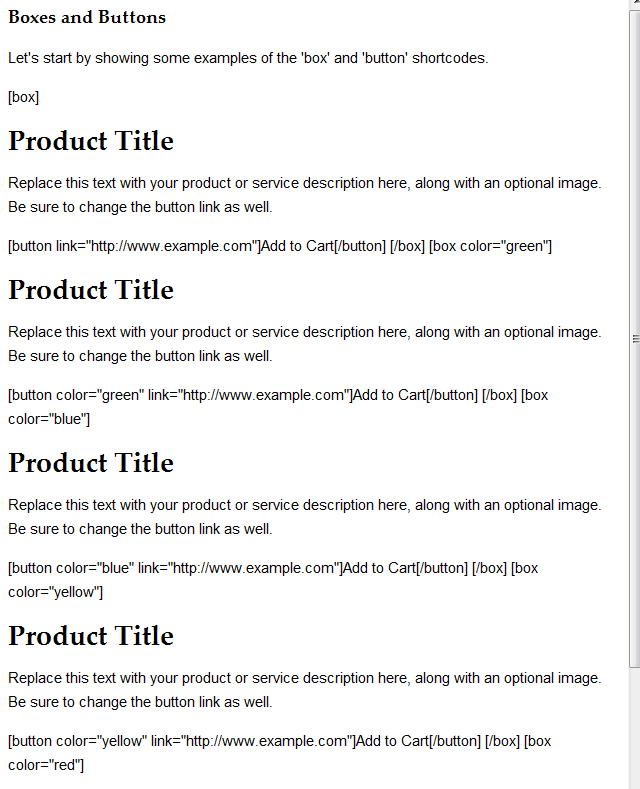 Boxes and Buttons
Let's start by showing some examples of the 'box' and 'button' shortcodes.
[box]
Product Title
Replace this text with your product or service description here, along with an optional image.
Be sure to change the button link as well.
[button link="http://www.example.com"]Add to Cart[/button] [/box] [box color="green"]
Product Title
Replace this text with your product or service description here, along with an optional image.
Be sure to change the button link as well.
[button color="green" link="http://www.example.com"]Add to Cart[/button] [/box] [box
color="blue"]
Product Title
Replace this text with your product or service description here, along with an optional image.
Be sure to change the button link as well.
[button color="blue" link="http://www.example.com"]Add to Cart[/button] [/box] [box
color="yellow"]
Product Title
Replace this text with your product or service description here, along with an optional image.
Be sure to change the button link as well.
[button color="yellow" link="http://www.example.com"]Add to Cart[/button] [/box] [box
color="red"]